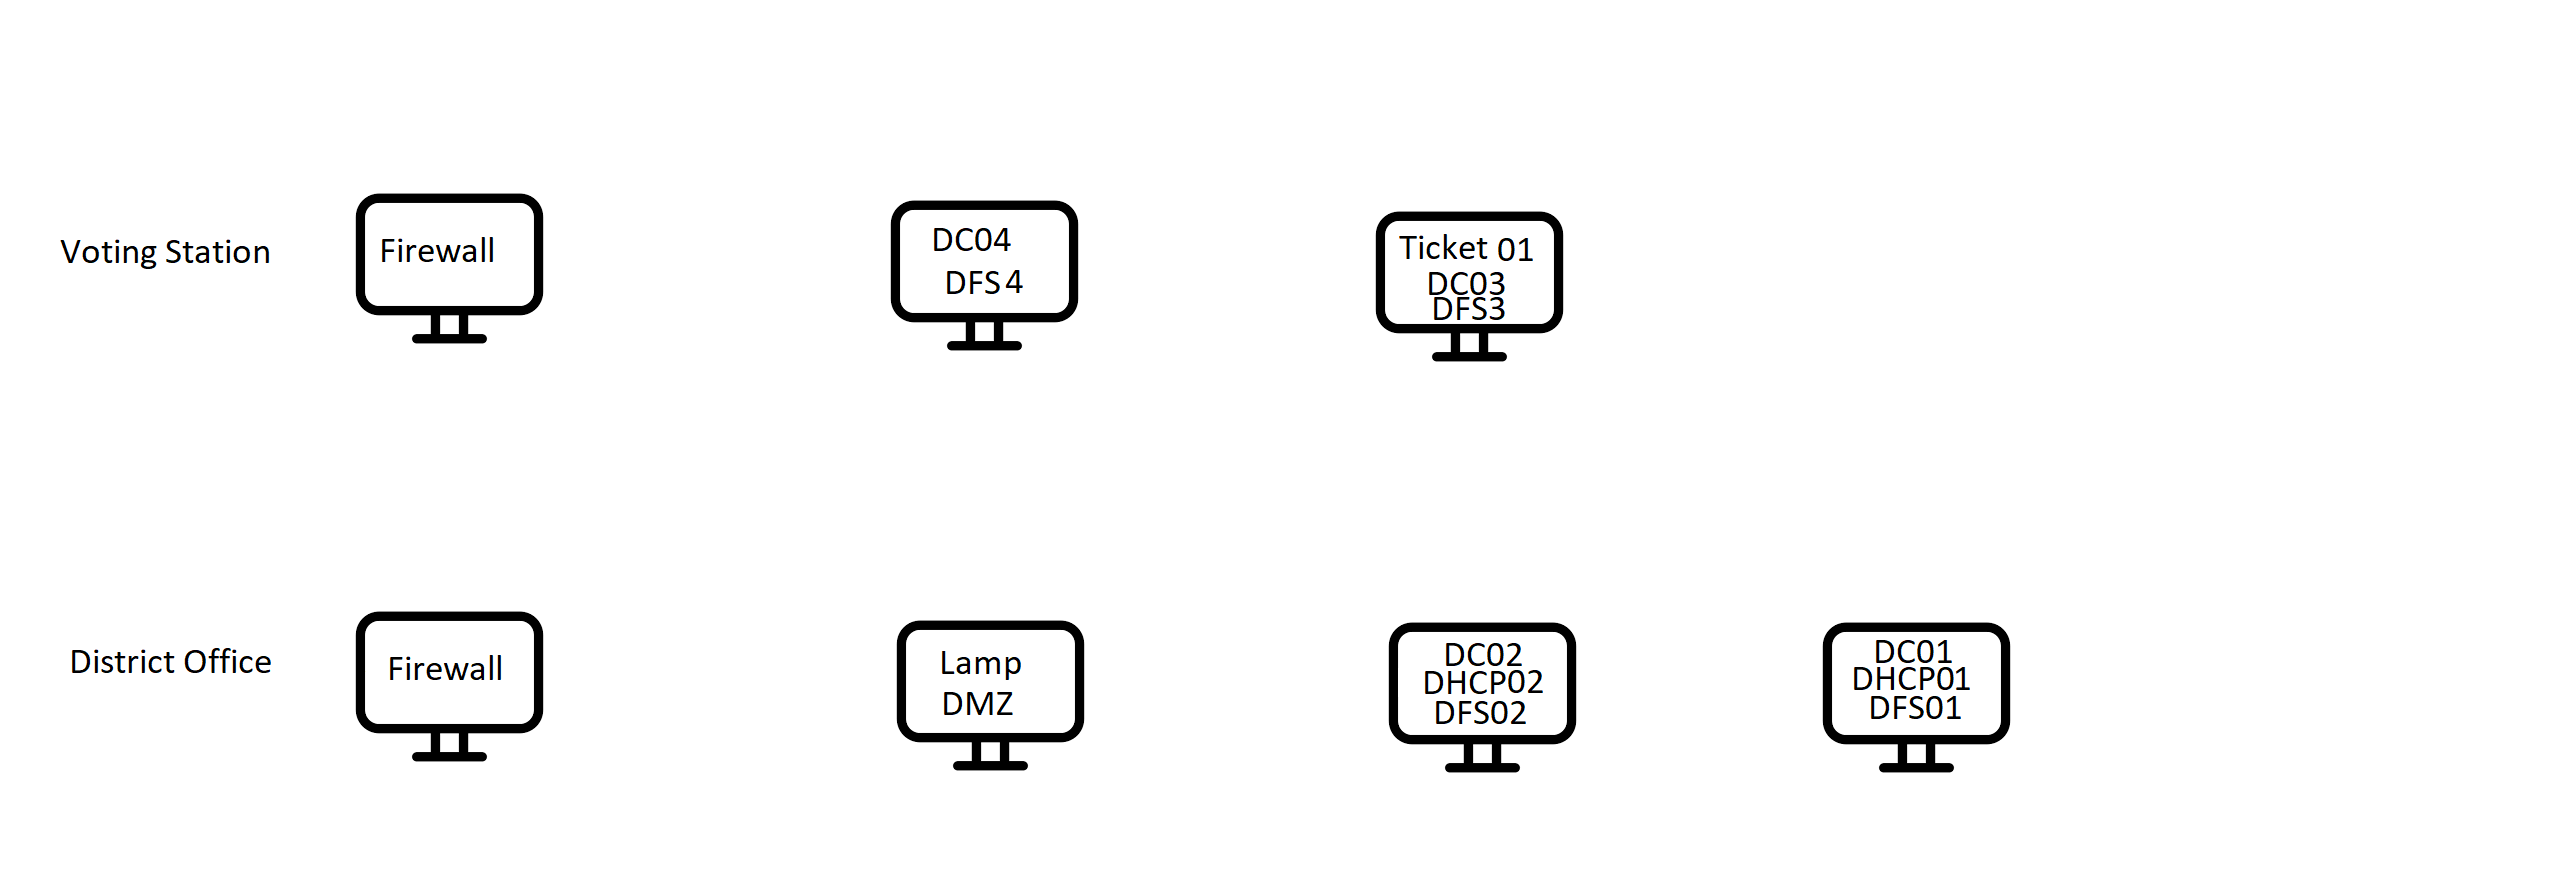 Voting Station
Firewall
DC04
DFS 4
Ticket 01
DC03
DFS3
District Office
Firewall
Lamp
DMZ
DC02
DHCP02
DFS02
DC01
DHCP01
DFS01